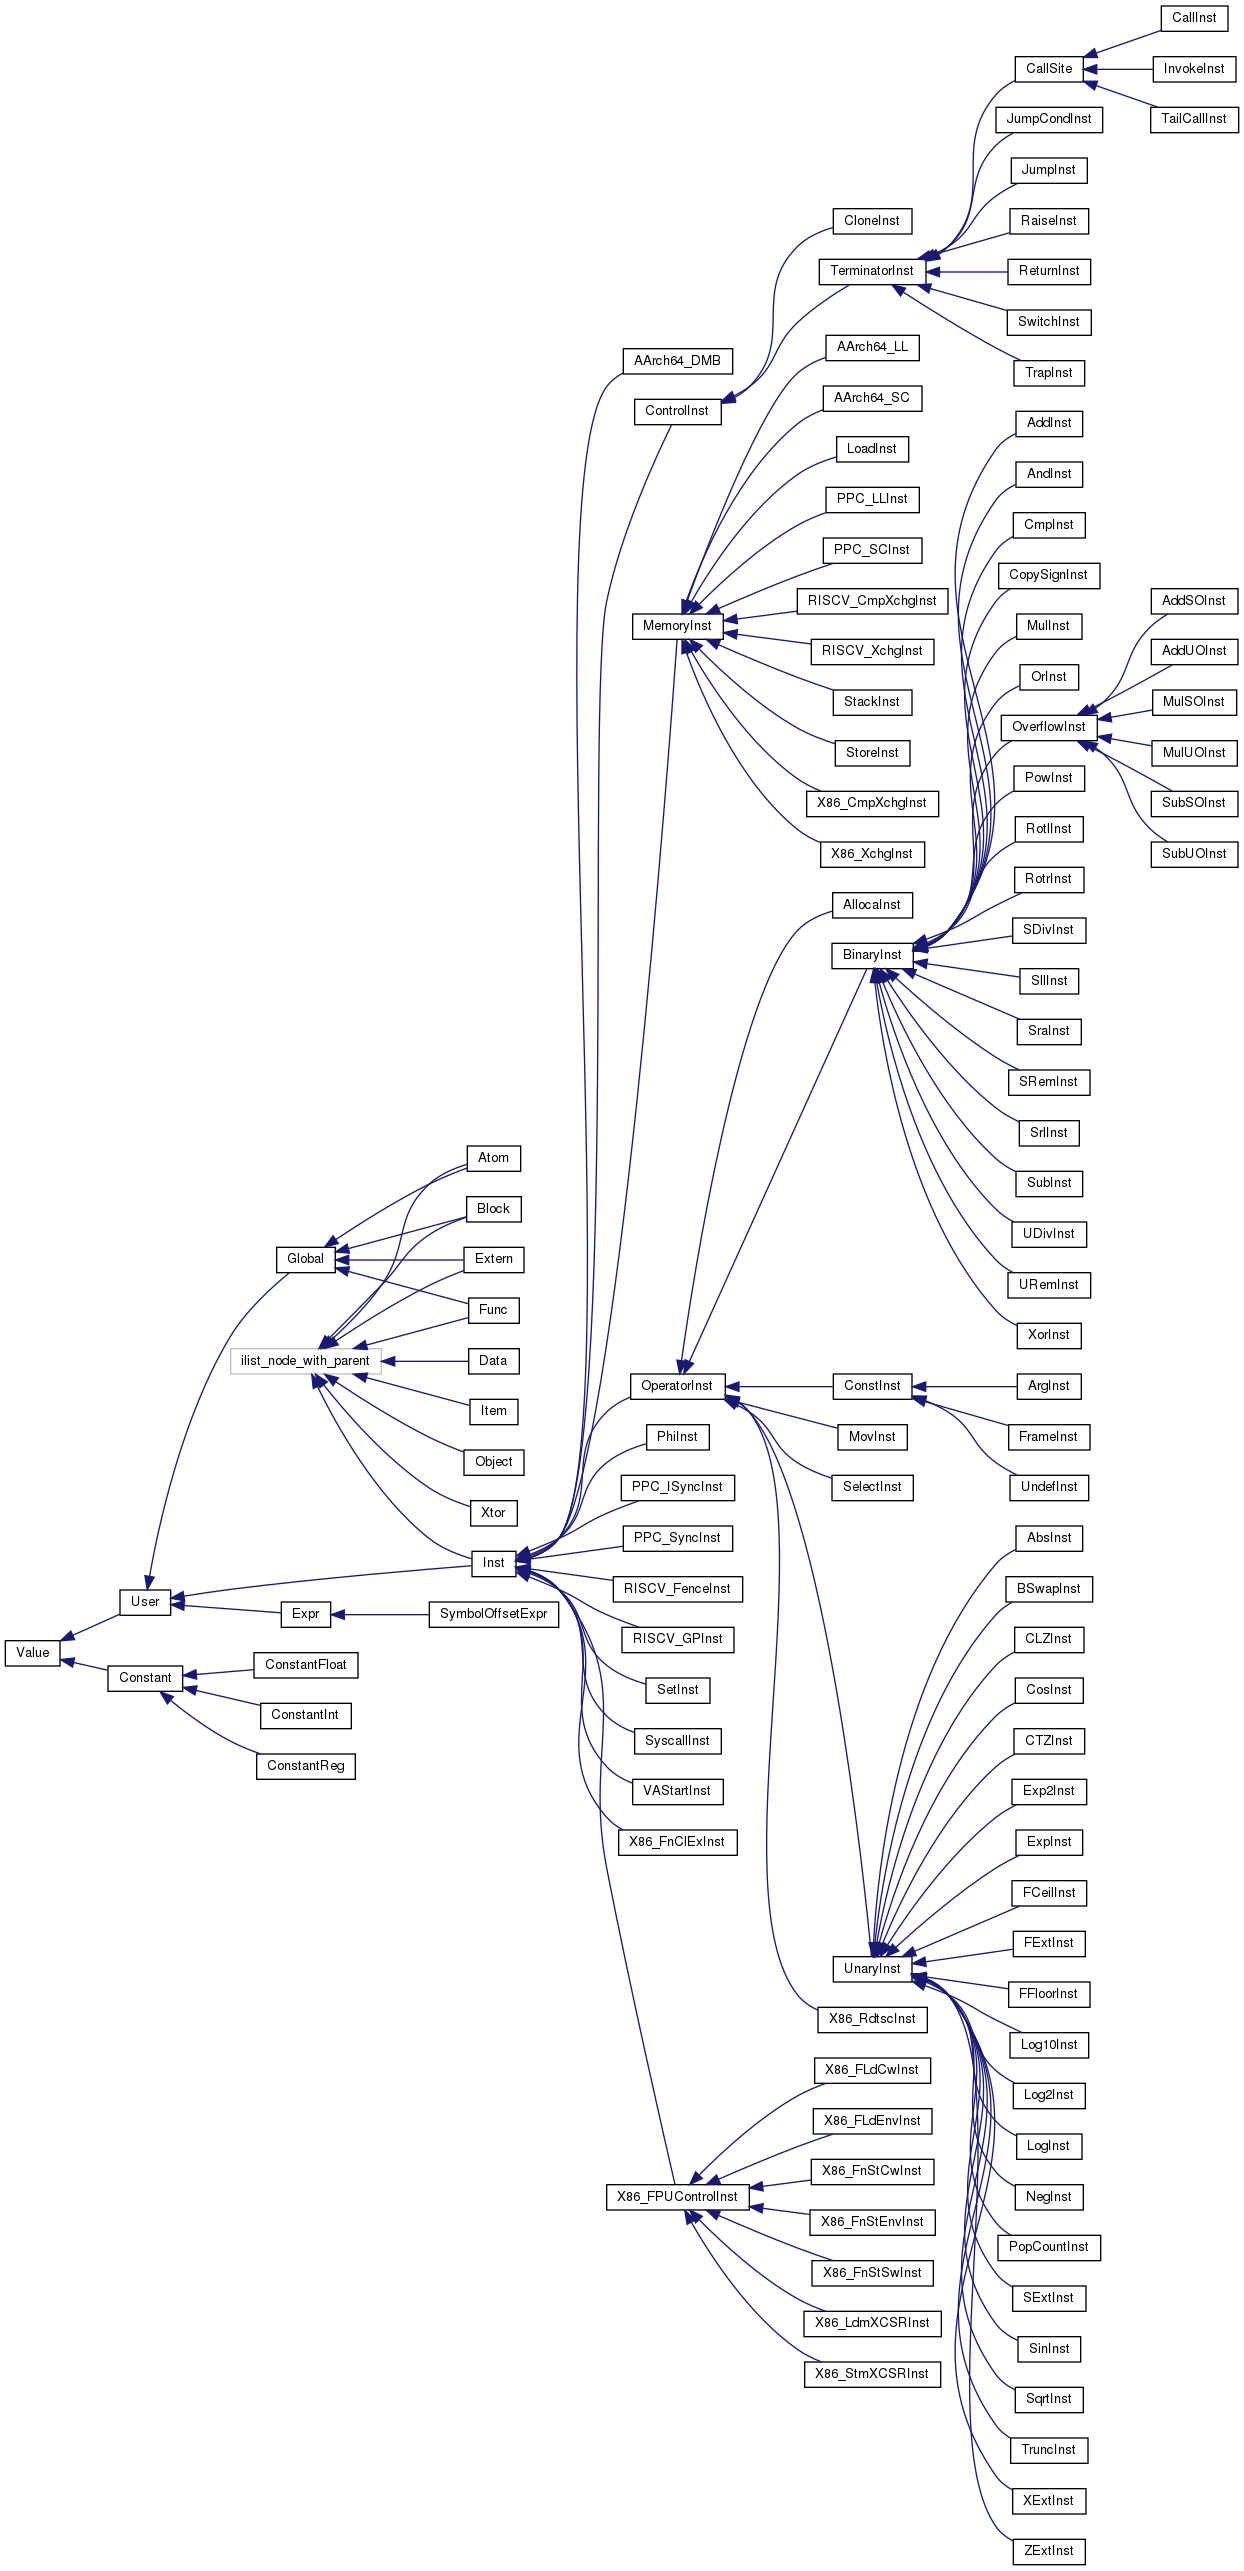 CallInst
CallSite
InvokeInst
JumpCondInst
TailCallInst
JumpInst
CloneInst
RaiseInst
TerminatorInst
ReturnInst
SwitchInst
AArch64_DMB
AArch64_LL
TrapInst
ControlInst
AArch64_SC
AddInst
LoadInst
AndInst
PPC_LLInst
CmpInst
PPC_SCInst
CopySignInst
RISCV_CmpXchgInst
AddSOInst
MemoryInst
MulInst
RISCV_XchgInst
AddUOInst
OrInst
StackInst
MulSOInst
OverflowInst
StoreInst
MulUOInst
PowInst
X86_CmpXchgInst
SubSOInst
RotlInst
X86_XchgInst
SubUOInst
RotrInst
AllocaInst
SDivInst
BinaryInst
SllInst
SraInst
SRemInst
SrlInst
Atom
SubInst
Block
UDivInst
Global
Extern
URemInst
Func
XorInst
ilist_node_with_parent
Data
OperatorInst
ConstInst
ArgInst
Item
PhiInst
MovInst
FrameInst
Object
PPC_ISyncInst
SelectInst
UndefInst
Xtor
PPC_SyncInst
AbsInst
Inst
RISCV_FenceInst
BSwapInst
User
Expr
SymbolOffsetExpr
RISCV_GPInst
CLZInst
Value
Constant
ConstantFloat
SetInst
CosInst
ConstantInt
SyscallInst
CTZInst
ConstantReg
VAStartInst
Exp2Inst
X86_FnClExInst
ExpInst
FCeilInst
FExtInst
UnaryInst
FFloorInst
X86_RdtscInst
Log10Inst
X86_FLdCwInst
Log2Inst
X86_FLdEnvInst
LogInst
X86_FnStCwInst
X86_FPUControlInst
NegInst
X86_FnStEnvInst
PopCountInst
X86_FnStSwInst
SExtInst
X86_LdmXCSRInst
SinInst
X86_StmXCSRInst
SqrtInst
TruncInst
XExtInst
ZExtInst